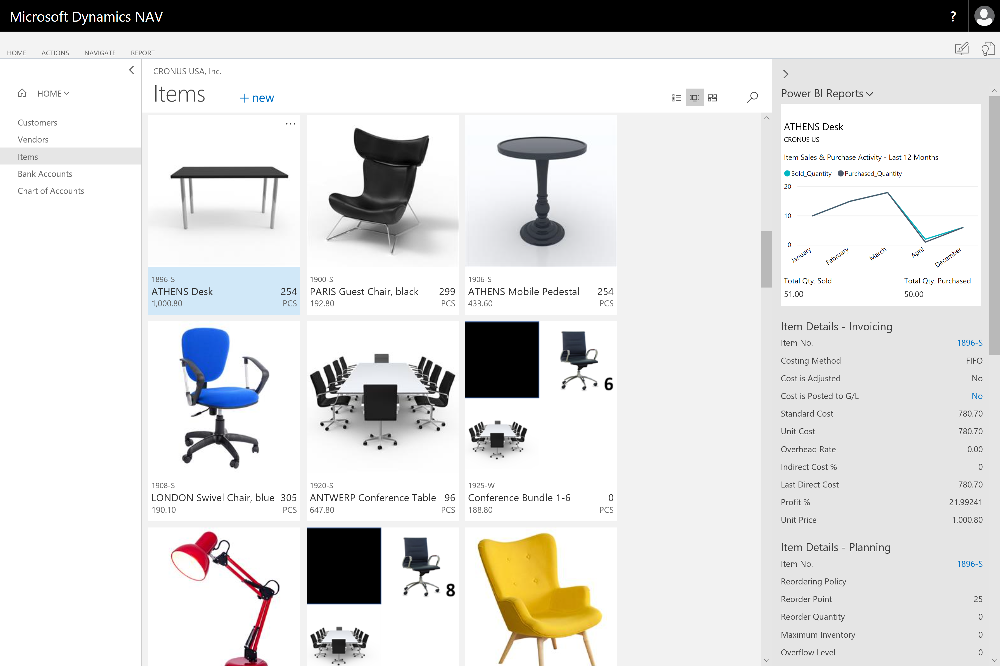 Microsoft Dynamics NAV
?
HOME
ACTIONS
NAVIGATE
REPORT
HOME
Customers
Vendors
Items
Bank Accounts
Chart of Accounts
CRONUS USA, Inc.
Items
+ new
1896-S
ATHENS Desk 254
1,000.80 PCS
1900-S
PARIS Guest Chair, black 299
192.80 PCS
1906-S
ATHENS Mobile Pedestal 254
433.60 PCS
6
1908-S
LONDON Swivel Chair, blue 305
190.10 PCS
1920-S
ANTWERP Conference Table 96
647.80 PCS
1925-W
Conference Bundle 1-6 0
188.80 PCS
8
Power BI Reports
ATHENS Desk
CRONUS US
Item Sales & Purchase Activity - Last 12 Months
Sold_Quantity Purchased_Quantity
20
10
0
January
February
March
April
December
Total Qty. Sold
51.00
Total Qty. Purchased
50.00
Item Details - Invoicing
Item No. 1896-S
Costing Method FIFO
Cost is Adjusted No
Cost is Posted to G/L No
Standard Cost 780.70
Unit Cost 780.70
Overhead Rate 0.00
Indirect Cost % 0
Last Direct Cost 780.70
Profit % 21.99241
Unit Price 1,000.80
Item Details - Planning
Item No. 1896-S
Reordering Policy
Reorder Point 25
Reorder Quantity 0
Maximum Inventory 0
Overflow Level 0